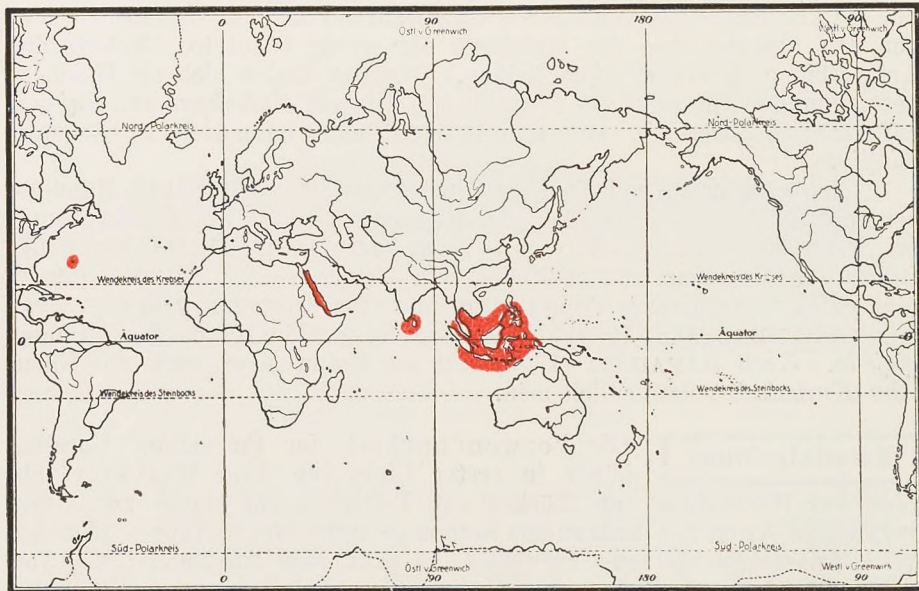 0
90
180
90
Östl. v. Greenwich
Westl. v. Greenwich
Nord-Polarkreis
Nord-Polarkreis
Wendekreis des Krebses
Wendekreis des Krebses
0
Äquator
Äquator
Wendekreis des Steinbocks
Wendekreis des Steinbocks
Süd-Polarkreis
Süd-Polarkreis
0
Östl. v. Greenwich
90
180
Westl. v. Greenwich
90